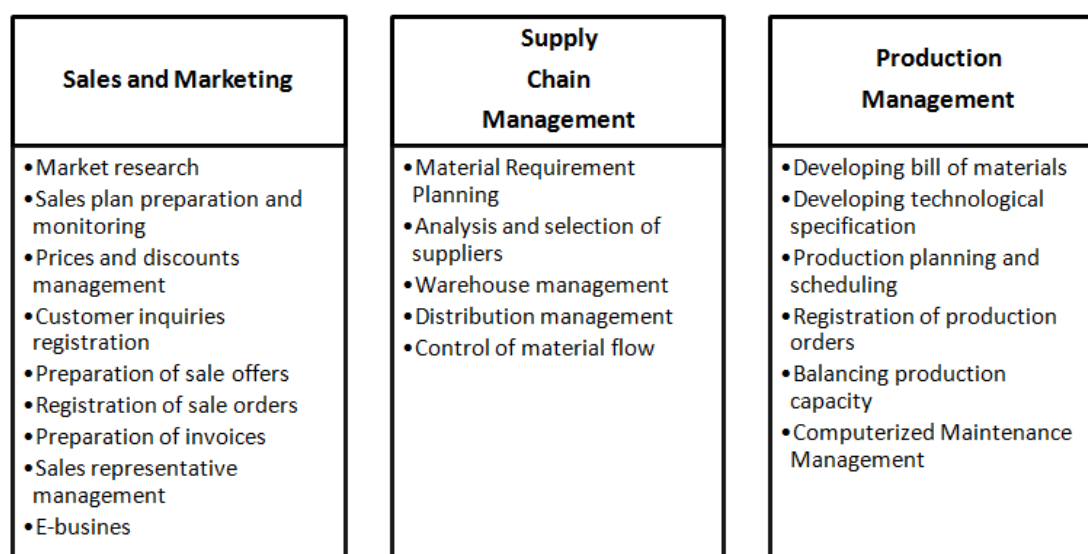 Sales and Marketing
•Market research
•Sales plan preparation and
monitoring
•Prices and discounts
management
•Customer inquiries
registration
•Preparation of sale offers
•Registration of sale orders
•Preparation of invoices
•Sales representative
management
•E-busines
Supply
Chain
Management
•Material Requirement
Planning
•Analysis and selection of
suppliers
•Warehouse management
•Distribution management
•Control of material flow
Production
Management
•Developing bill of materials
•Developing technological
specification
•Production planning and
scheduling
•Registration of production
orders
•Balancing production
capacity
•Computerized Maintenance
Management